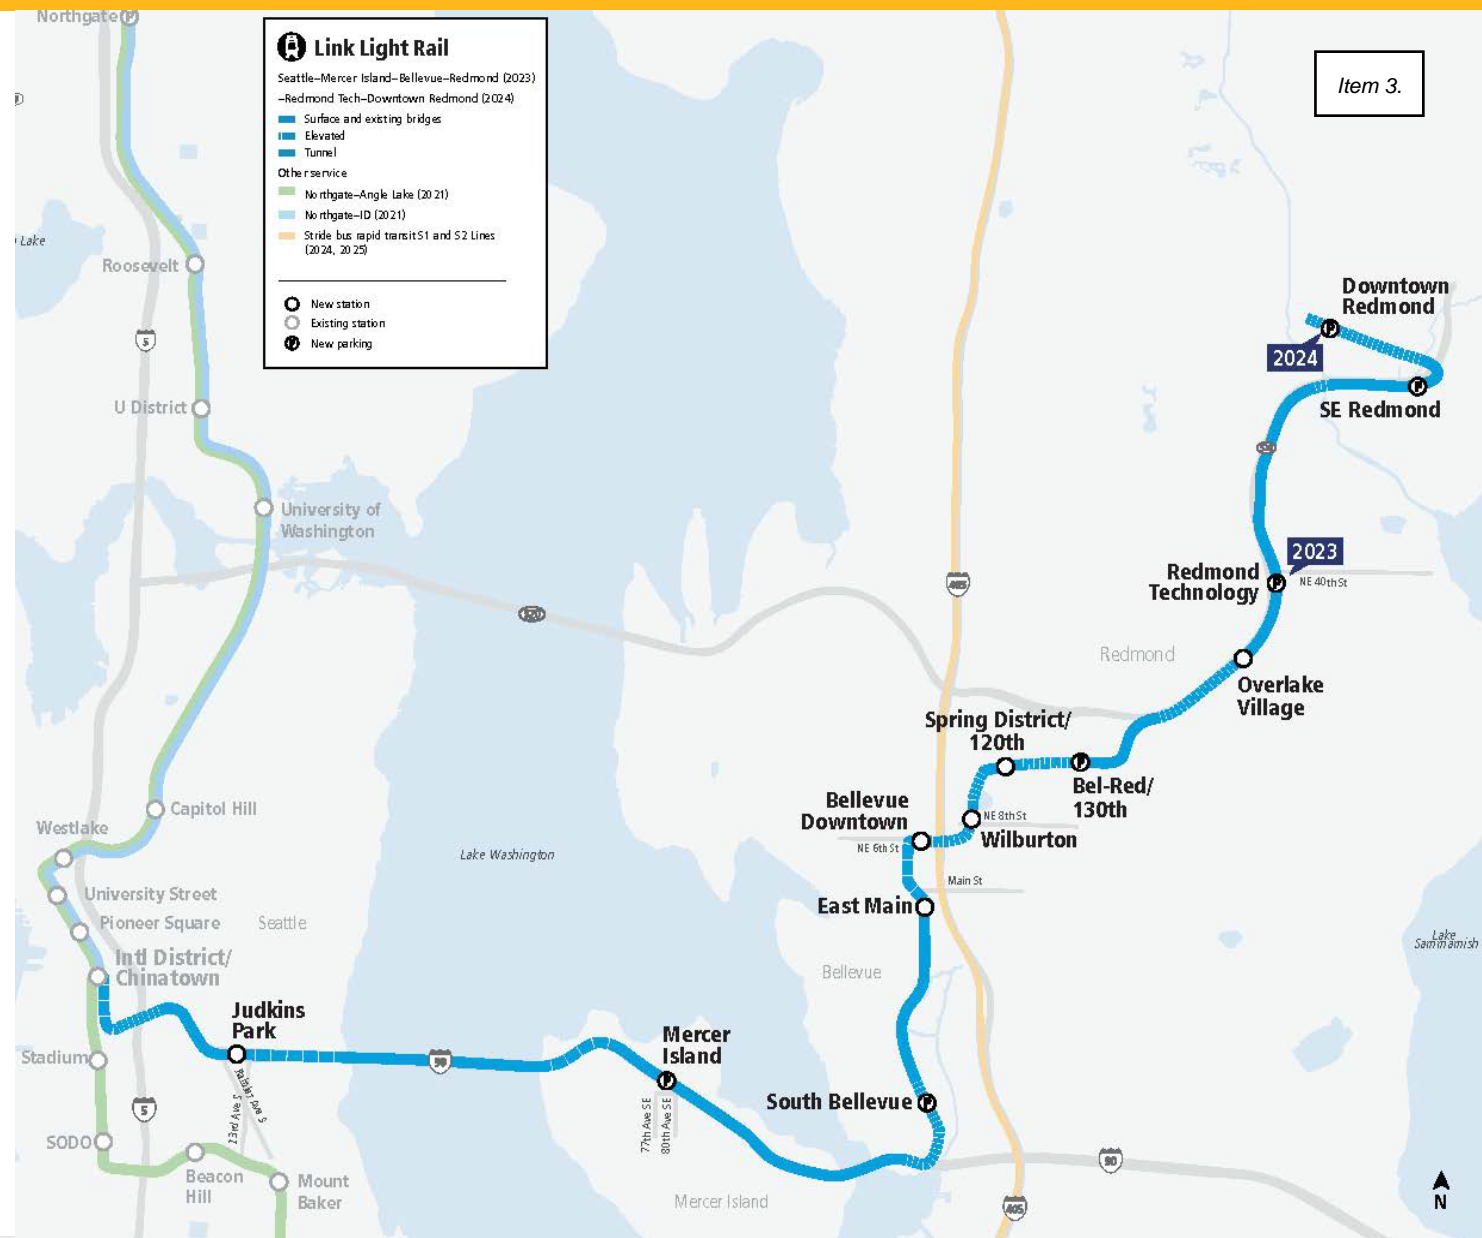 Northgate
Link Light Rail
Seattle–Mercer Island–Bellevue–Redmond (2023)
–Redmond Tech–Downtown Redmond (2024)
Surface and existing bridges
Elevated
Tunnel
Other service
Northgate–Angle Lake (2021)
Northgate–ID (2021)
Stride bus rapid transit S1 and S2 Lines
(2024, 2025)
New station
Existing station
P New parking
Item 3.
Lake
Roosevelt
5
U District
University of
Washington
520
405
Downtown
Redmond
P
2024
P
SE Redmond
520
2023
Redmond
Technology
P
NE 40th St
Redmond
Overlake
Village
Spring District/
120th
P
Bel-Red/
130th
Bellevue
Downtown
NE 8th St
Wilburton
NE 6th St
Main St
East Main
Bellevue
Capitol Hill
Westlake
University Street
Pioneer Square
Seattle
Intl District/
Chinatown
Lake Washington
Lake
Sammamish
Judkins
Park
Stadium
90
Mercer
Island
P
South Bellevue
P
Rainier Ave S
23rd Ave S
77th Ave SE
80th Ave SE
5
SODO
Beacon
Hill
Mount
Baker
Mercer Island
90
405
N